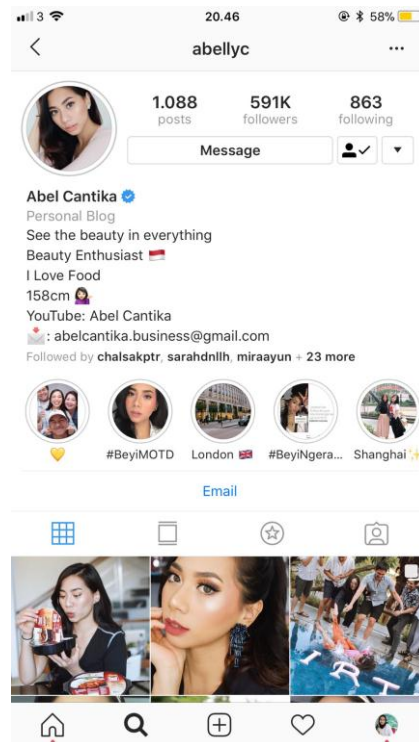 3
20.46
58%
abellyc
1.088
591K
863
posts
followers
following
Message
Abel Cantika
Personal Blog
See the beauty in everything
Beauty Enthusiast 🇮🇩
I Love Food
158cm 💁🏻‍♀️
YouTube: Abel Cantika
📩: abelcantika.business@gmail.com
Followed by chalsakptr, sarahdnllh, miraayun + 23 more
💛
#BeyiMOTD
London 🇬🇧
#BeyiNgera...
Shanghai ✨
Email